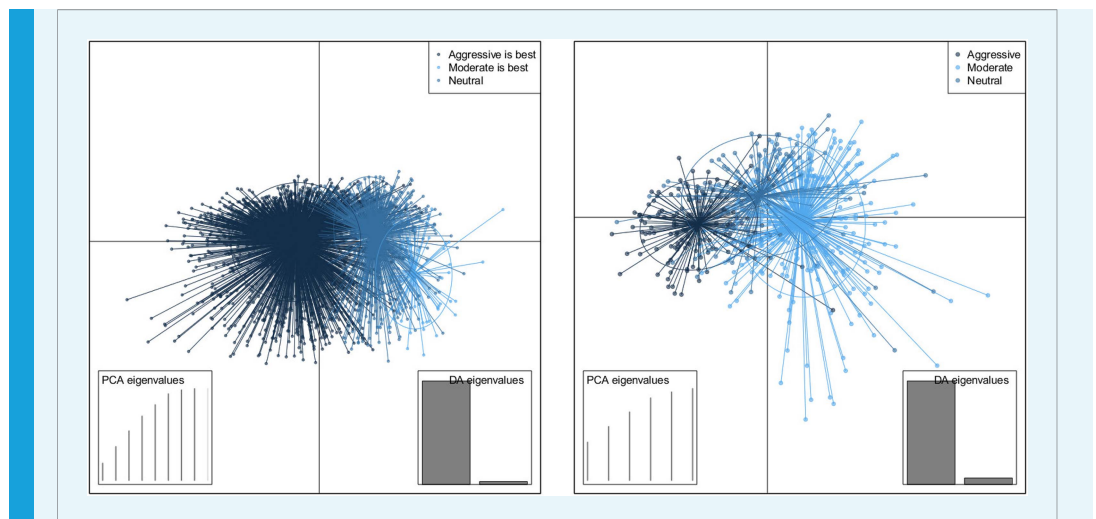 Aggressive is best
Moderate is best
Neutral
PCA eigenvalues
DA eigenvalues
Aggressive
Moderate
Neutral
PCA eigenvalues
DA eigenvalues